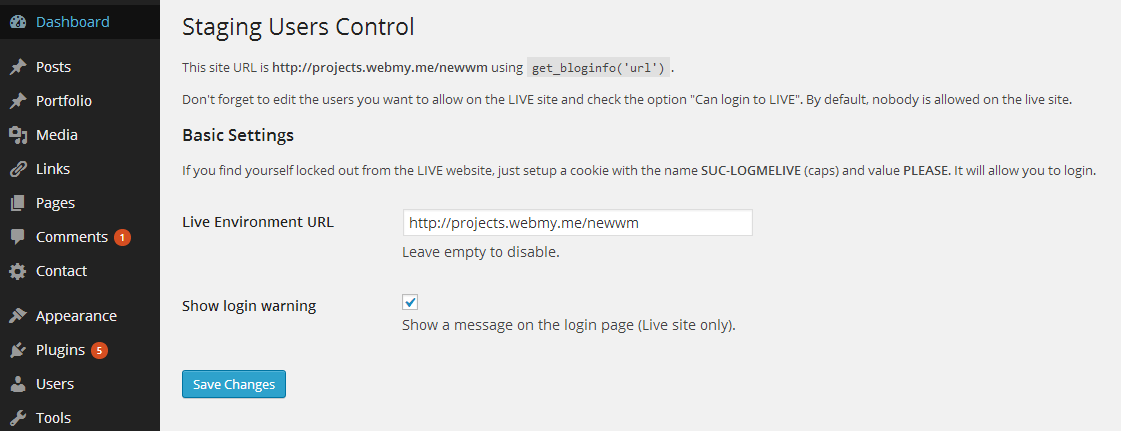 Dashboard
Posts
Portfolio
Media
Links
Pages
Comments 1
Contact
Appearance
Plugins 5
Users
Tools
Staging Users Control
This site URL is http://projects.webmy.me/newwm using get_bloginfo('url') .
Don't forget to edit the users you want to allow on the LIVE site and check the option "Can login to LIVE". By default, nobody is allowed on the live site.
Basic Settings
If you find yourself locked out from the LIVE website, just setup a cookie with the name SUC-LOGMELIVE (caps) and value PLEASE. It will allow you to login.
Live Environment URL http://projects.webmy.me/newwm
Leave empty to disable.
Show login warning
Show a message on the login page (Live site only).
Save Changes